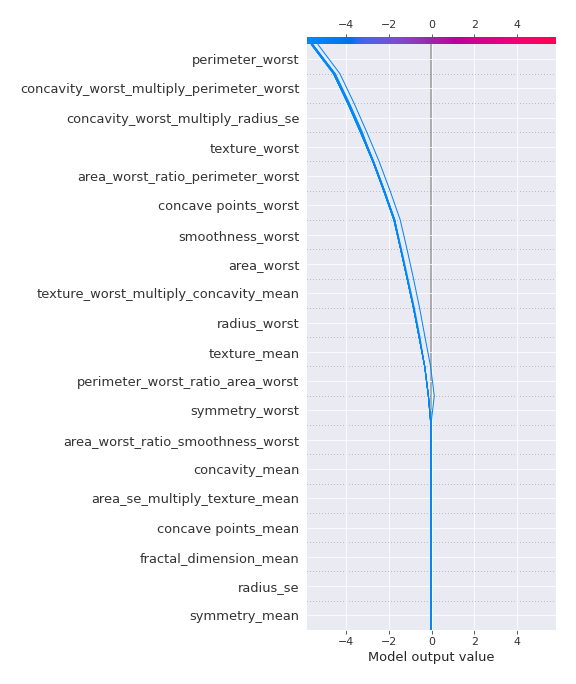 −4 −2 0 2 4
perimeter_worst
concavity_worst_multiply_perimeter_worst
concavity_worst_multiply_radius_se
texture_worst
area_worst_ratio_perimeter_worst
concave points_worst
smoothness_worst
area_worst
texture_worst_multiply_concavity_mean
radius_worst
texture_mean
perimeter_worst_ratio_area_worst
symmetry_worst
area_worst_ratio_smoothness_worst
concavity_mean
area_se_multiply_texture_mean
concave points_mean
fractal_dimension_mean
radius_se
symmetry_mean
−4 −2 0 2 4
Model output value